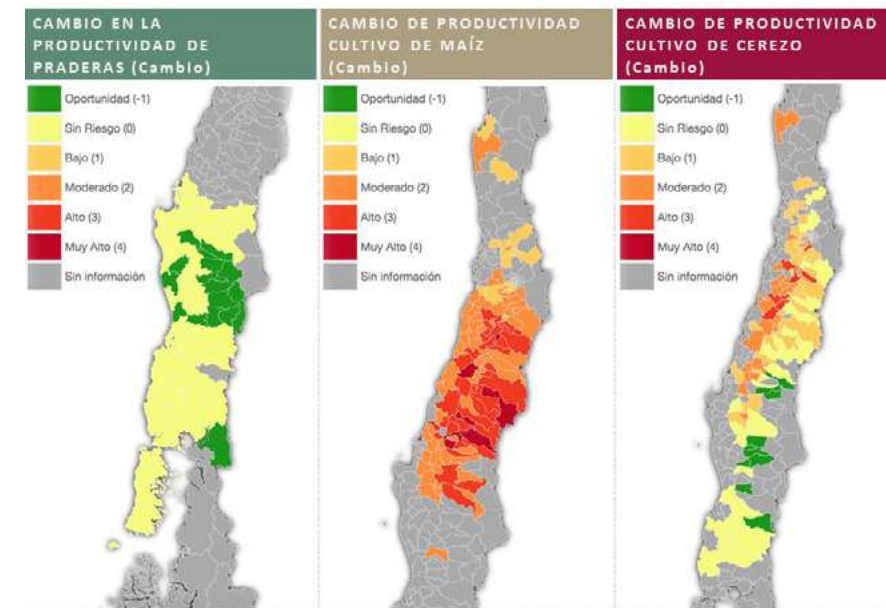 CAMBIO EN LA
PRODUCTIVIDAD DE
PRADERAS (Cambio)
Oportunidad (-1)
Sin Riesgo (0)
Bajo (1)
Moderado (2)
Alto (3)
Muy Alto (4)
Sin información
CAMBIO DE PRODUCTIVIDAD
CULTIVO DE MAÍZ
(Cambio)
Oportunidad (-1)
Sin Riesgo (0)
Bajo (1)
Moderado (2)
Alto (3)
Muy Alto (4)
Sin información
CAMBIO DE PRODUCTIVIDAD
CULTIVO DE CEREZO
(Cambio)
Oportunidad (-1)
Sin Riesgo (0)
Bajo (1)
Moderado (2)
Alto (3)
Muy Alto (4)
Sin información